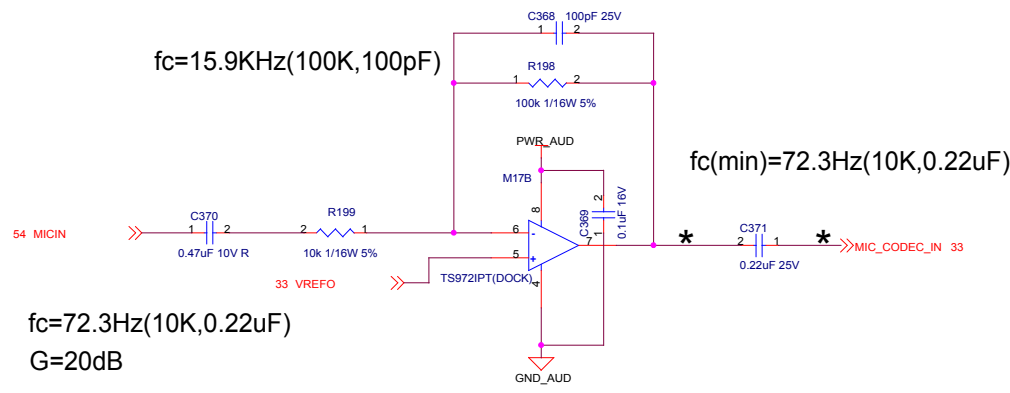 C368
100pF 25V
1
2
fc=15.9KHz(100K,100pF)
R198
1
2
100k 1/16W 5%
PWR_AUD
fc(min)=72.3Hz(10K,0.22uF)
M17B
8
2
C369
0.1uF 16V
1
C370
R199
54 MICIN
1
2
2
1
6
-
7
*
C371
2
1
*
MIC_CODEC_IN 33
0.47uF 10V R
10k 1/16W 5%
5
+
0.22uF 25V
33 VREFO
TS972IPT(DOCK)
4
fc=72.3Hz(10K,0.22uF)
G=20dB
GND_AUD